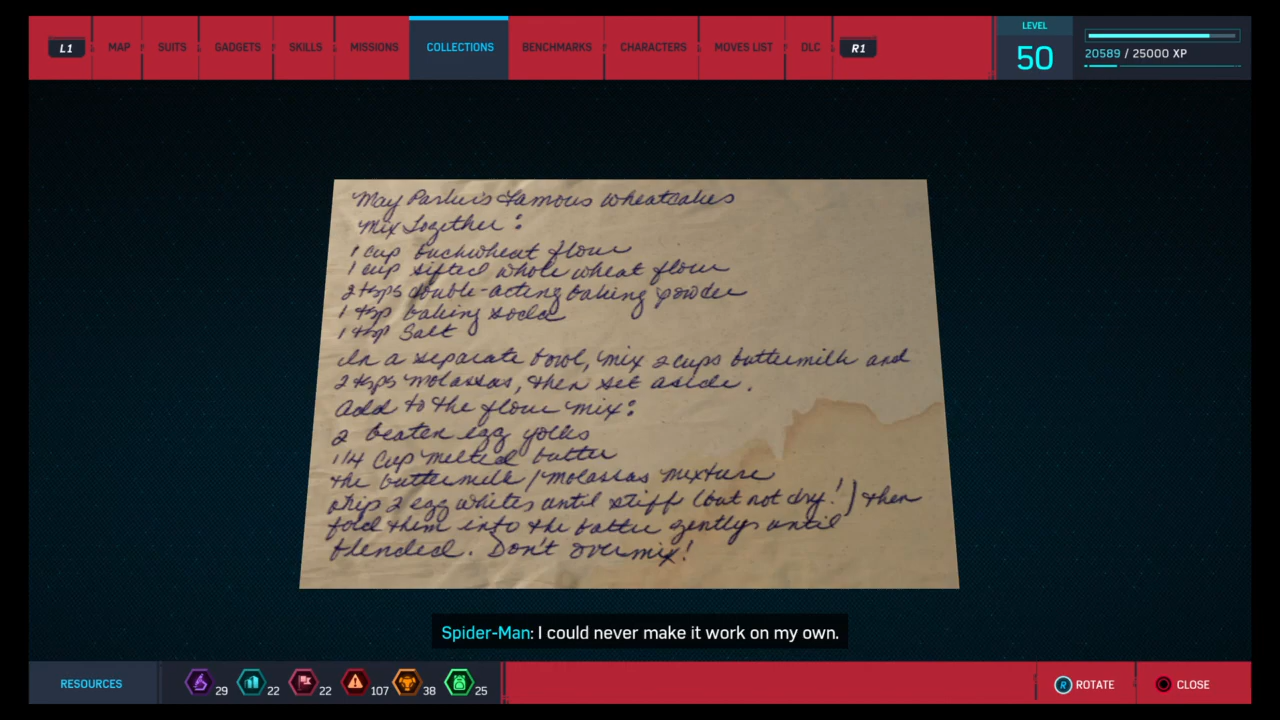 L1 MAP SUITS GADGETS SKILLS MISSIONS COLLECTIONS BENCHMARKS CHARACTERS MOVES LIST DLC R1
LEVEL
50
20589 / 25000 XP
May Parker's Famous Wheatcakes
Mix Together:
1 cup buckwheat flour
1 cup sifted whole wheat flour
2 tsps double-acting baking powder
1 tsp baking soda
1 tsp Salt
In a separate bowl, mix 2 cups buttermilk and
2 tsps molassas, then set aside.
Add to the flour mix:
2 beaten egg yolks
1/4 Cup melted butter
the buttermilk/molassas mixture
whip 2 egg whites until stiff (but not dry!) then
fold them into the batter gently until
blended. Don't overmix!
Spider-Man: I could never make it work on my own.
RESOURCES 29 22 22 107 38 25 R ROTATE CLOSE